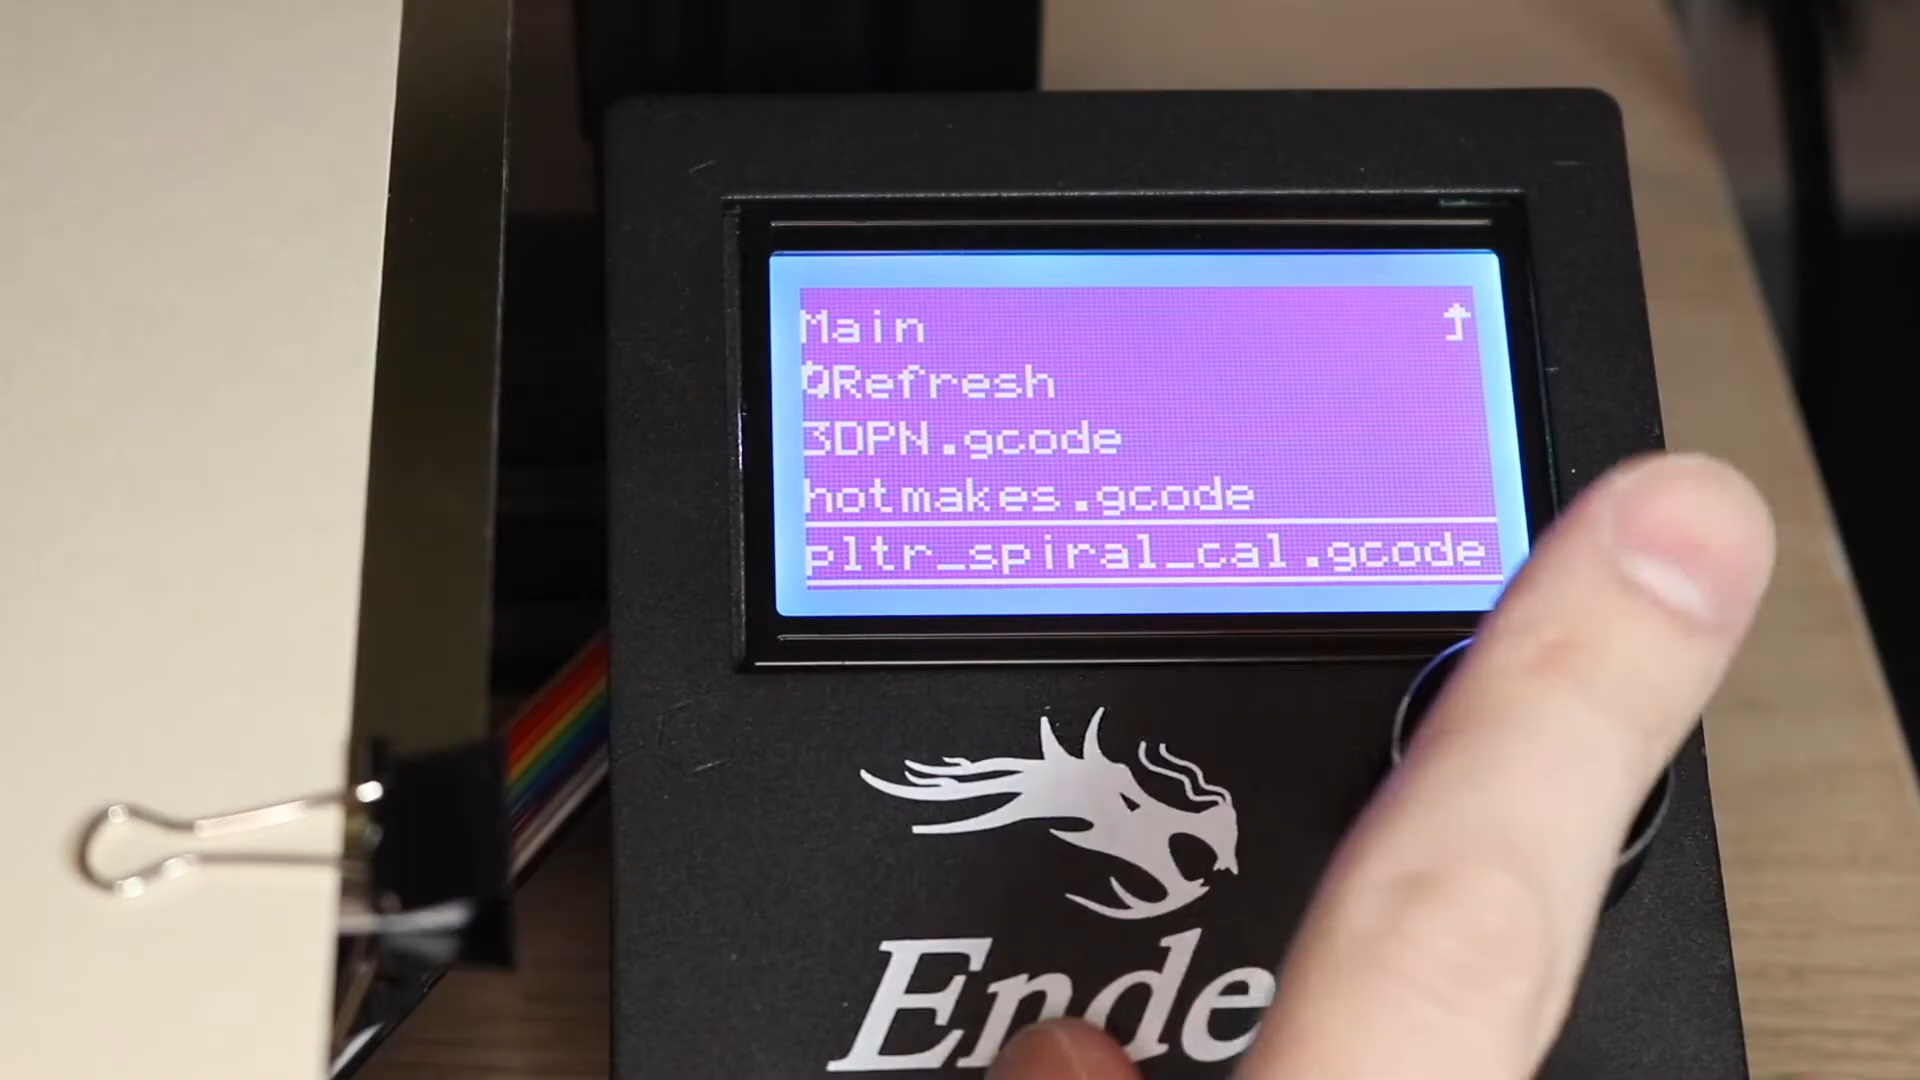 Main
Refresh
3DPN.gcode
hotmakes.gcode
pltr_spiral_cal.gcode
Ende